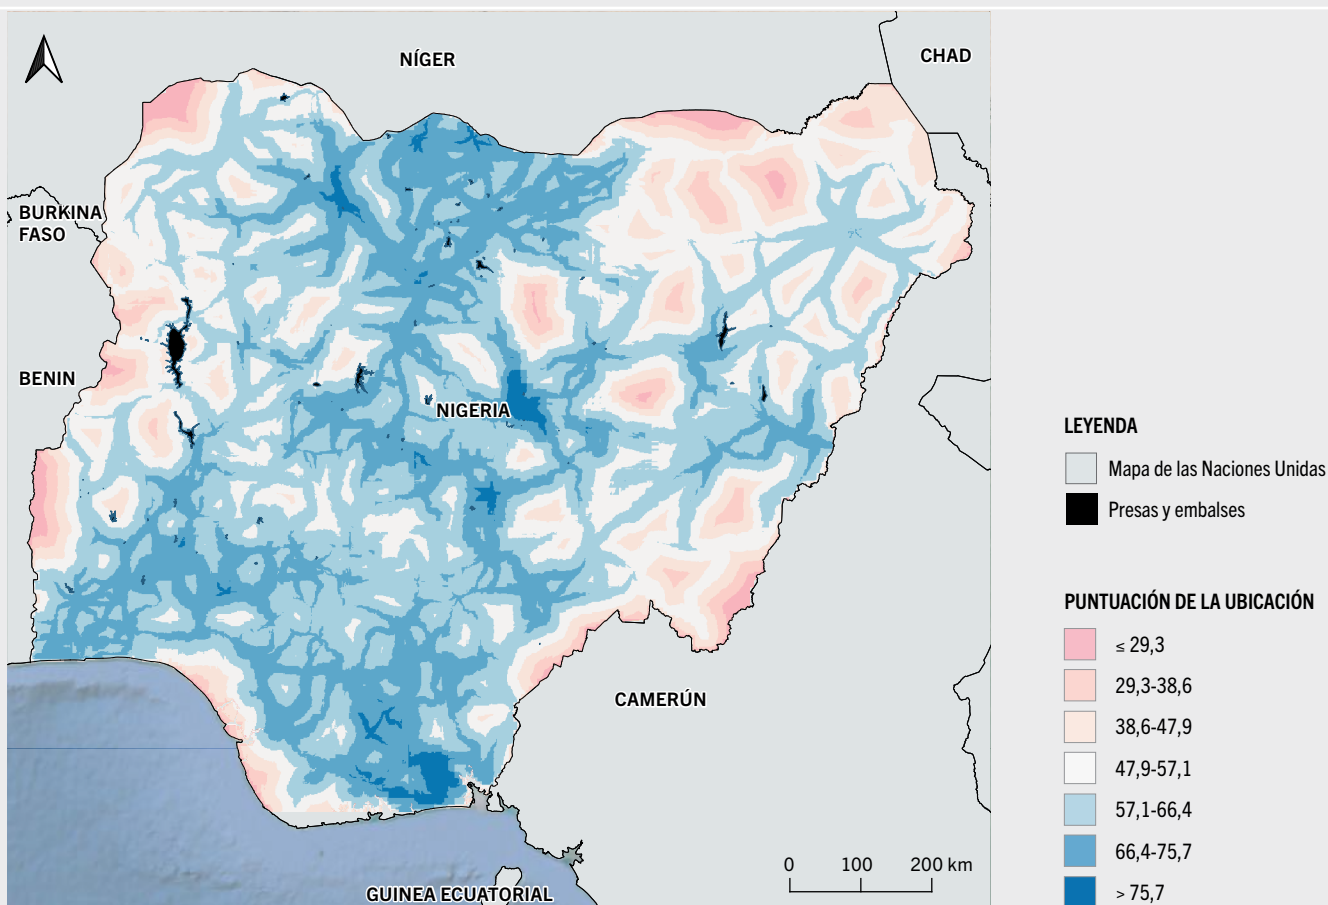 NÍGER
CHAD
BURKINA
FASO
BENIN
NIGERIA
CAMERÚN
GUINEA ECUATORIAL
0 100 200 km
LEYENDA
Mapa de las Naciones Unidas
Presas y embalses
PUNTUACIÓN DE LA UBICACIÓN
≤ 29,3
29,3-38,6
38,6-47,9
47,9-57,1
57,1-66,4
66,4-75,7
> 75,7